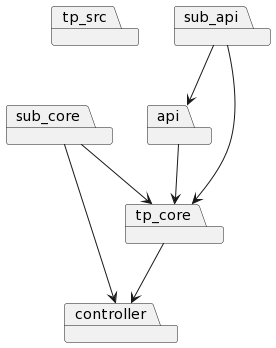 tp_src
sub_api
sub_core
api
tp_core
controller